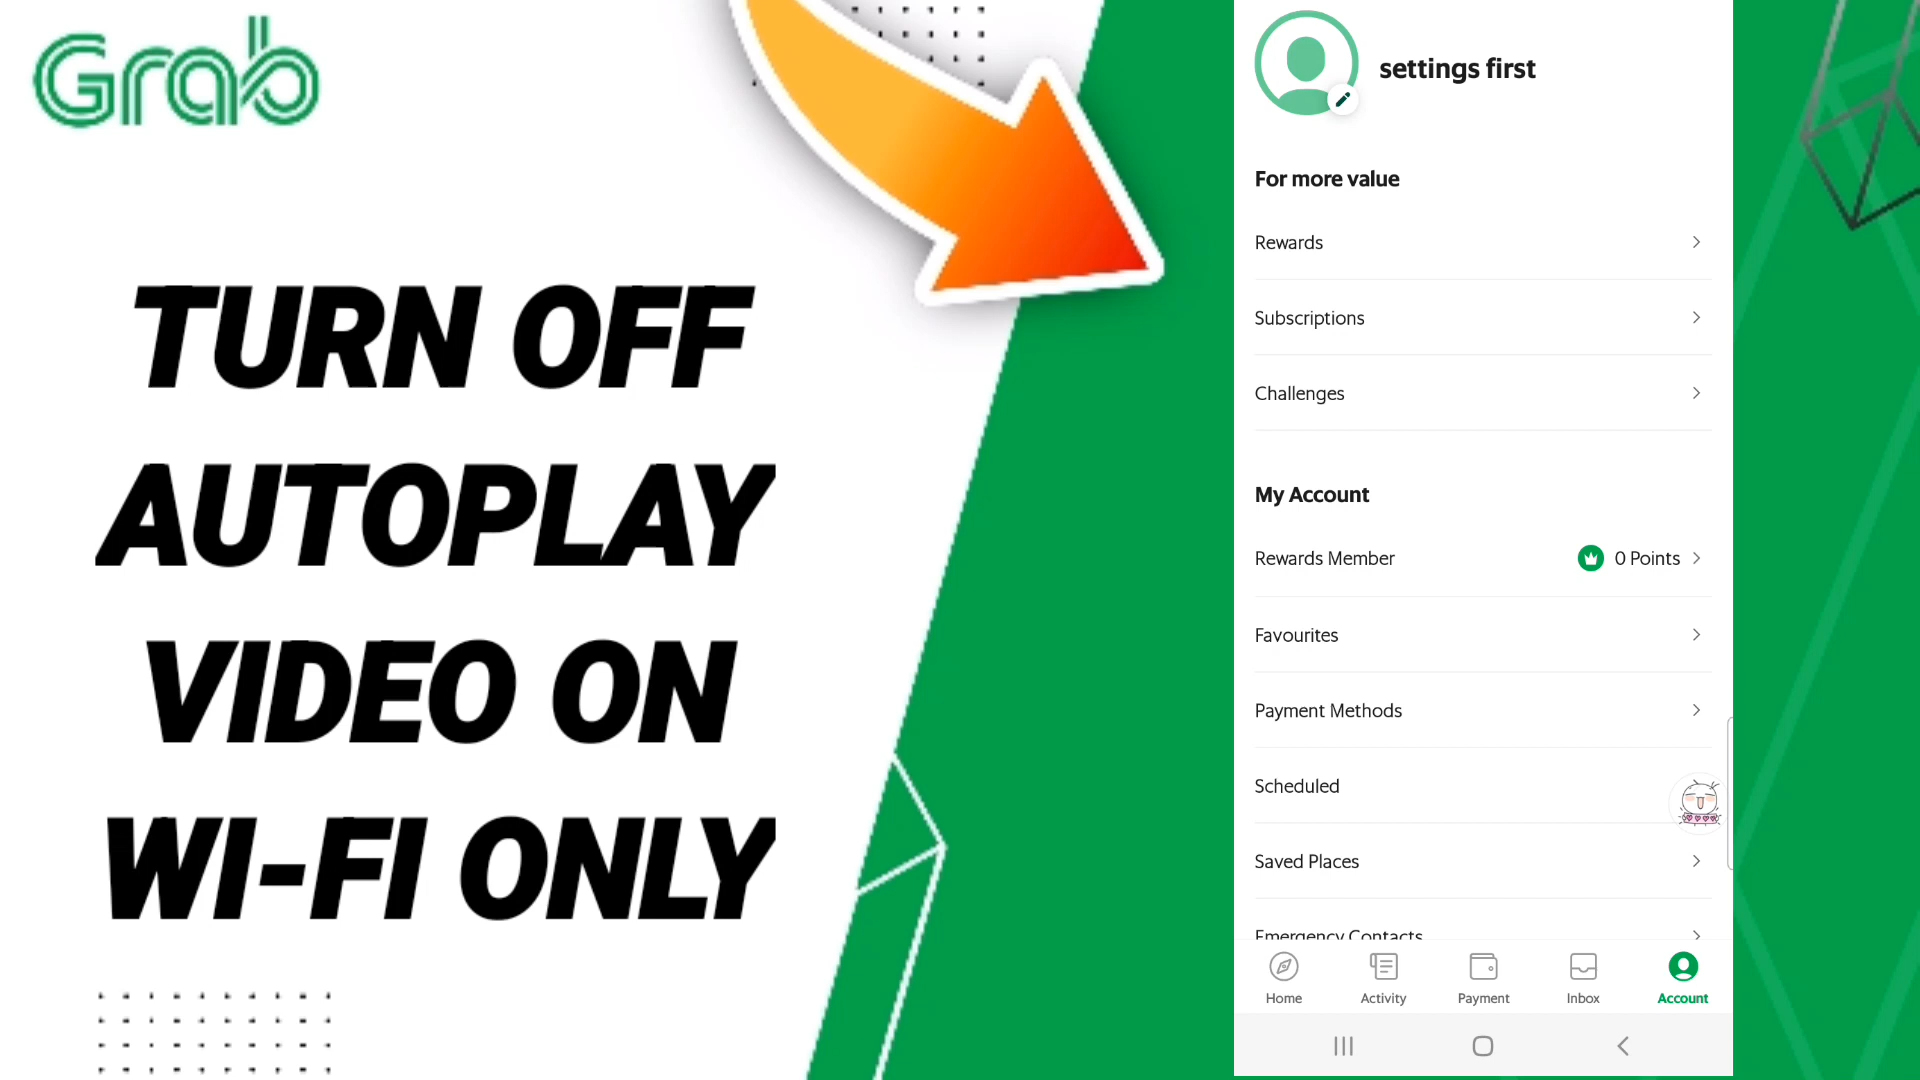 Grab
TURN OFF
AUTOPLAY
VIDEO ON
WI-FI ONLY
settings first
For more value
Rewards
Subscriptions
Challenges
My Account
Rewards Member 0 Points
Favourites
Payment Methods
Scheduled
Saved Places
Emergency Contacts
Home Activity Payment Inbox Account